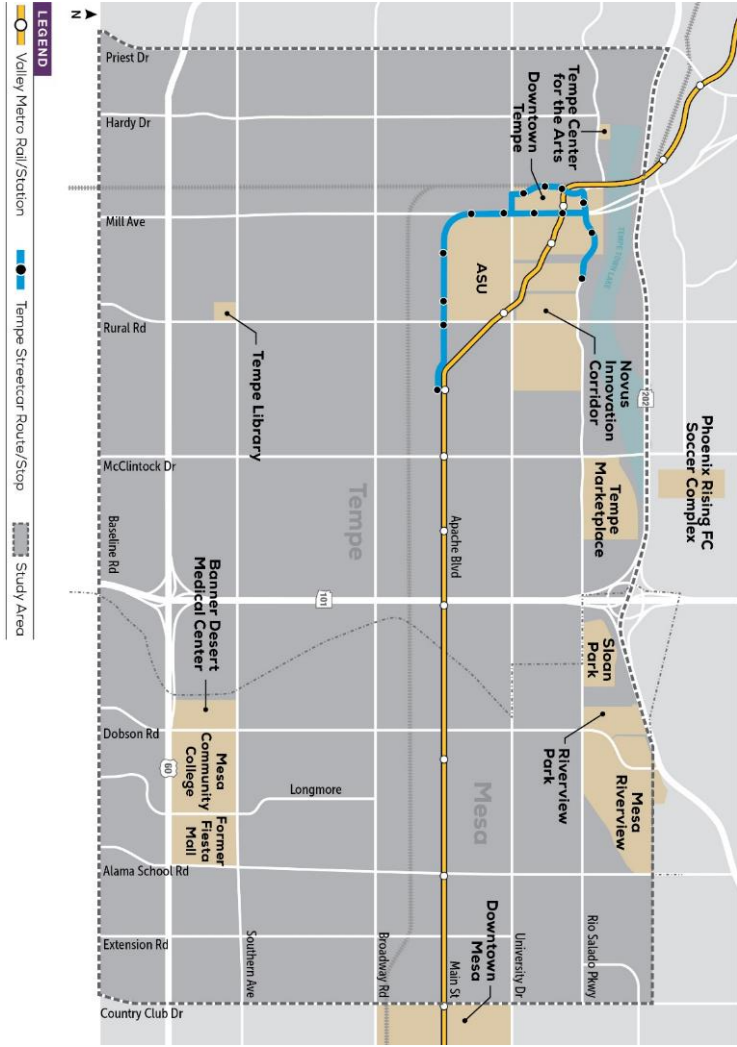 LEGEND
Valley Metro Rail/Station
Tempe Streetcar Route/Stop
Study Area
N
Priest Dr
Hardy Dr
Mill Ave
Rural Rd
McClintock Dr
Baseline Rd
Dobson Rd
Alama School Rd
Extension Rd
Country Club Dr
Longmore
Southern Ave
Broadway Rd
Main St
Apache Blvd
University Dr
Rio Salado Pkwy
101
60
202
TEMPE TOWN LAKE
Tempe
Mesa
Tempe Center
for the Arts
Downtown
Tempe
ASU
Novus
Innovation
Corridor
Tempe Library
Phoenix Rising FC
Soccer Complex
Tempe
Marketplace
Sloan
Park
Riverview
Park
Mesa
Riverview
Banner Desert
Medical Center
Mesa
Community
College
Former
Fiesta
Mall
Downtown
Mesa